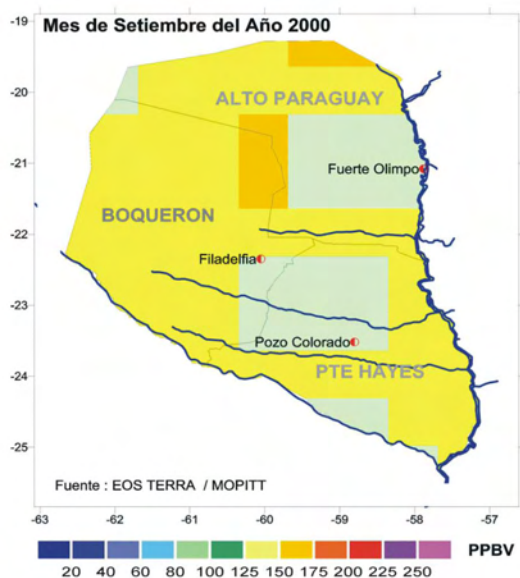 Mes de Setiembre del Año 2000
-19
-20
-21
-22
-23
-24
-25
ALTO PARAGUAY
Fuerte Olimpo
BOQUERON
Filadelfia
Pozo Colorado
PTE HAYES
Fuente : EOS TERRA / MOPITT
-63 -62 -61 -60 -59 -58 -57
PPBV
20 40 60 80 100 125 150 175 200 225 250